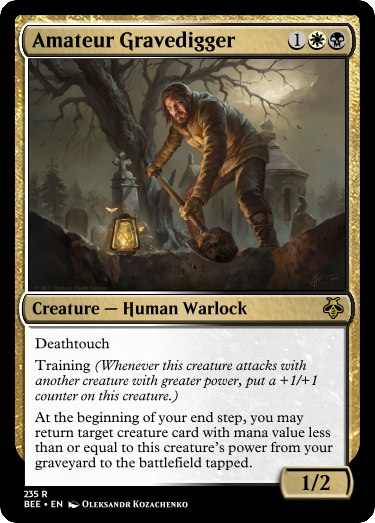 Amateur Gravedigger 1
Creature — Human Warlock
Deathtouch
Training (Whenever this creature attacks with
another creature with greater power, put a +1/+1
counter on this creature.)
At the beginning of your end step, you may
return target creature card with mana value less
than or equal to this creature's power from your
graveyard to the battlefield tapped.
1/2
235 R
BEE • EN Oleksandr Kozachenko